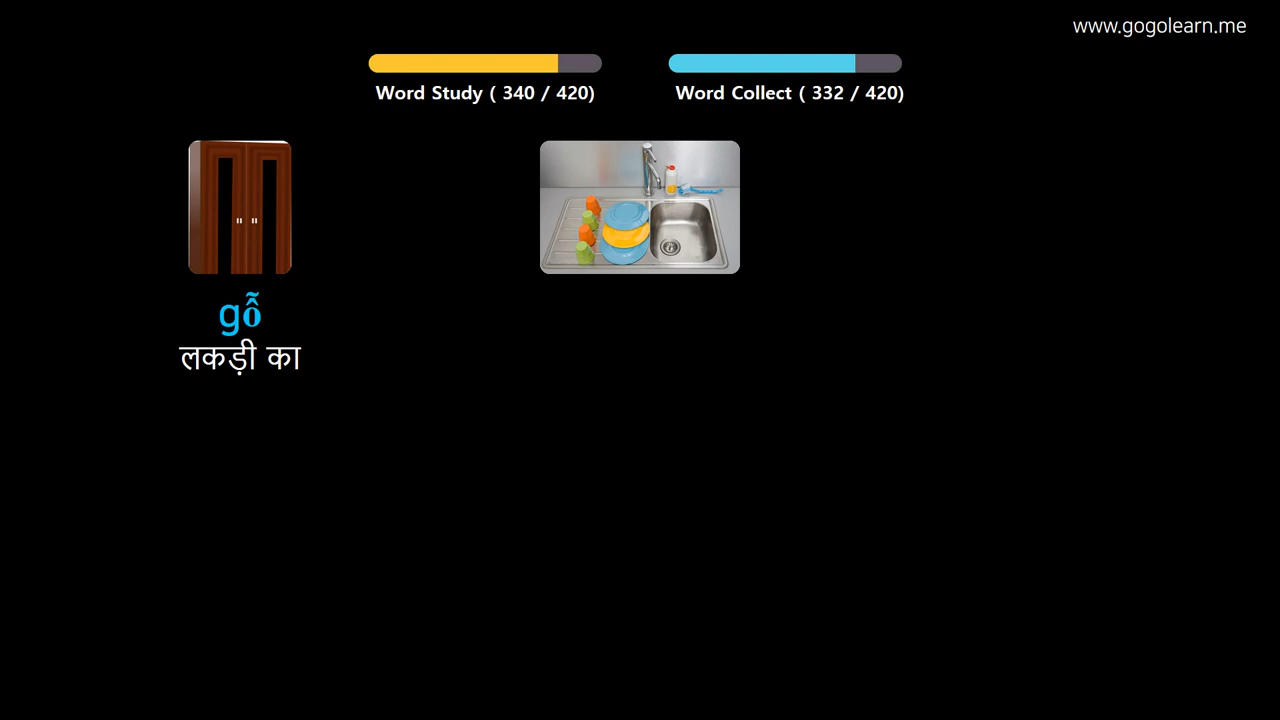 www.gogolearn.me
Word Study ( 340 / 420)
Word Collect ( 332 / 420)
gỗ
लकड़ी का